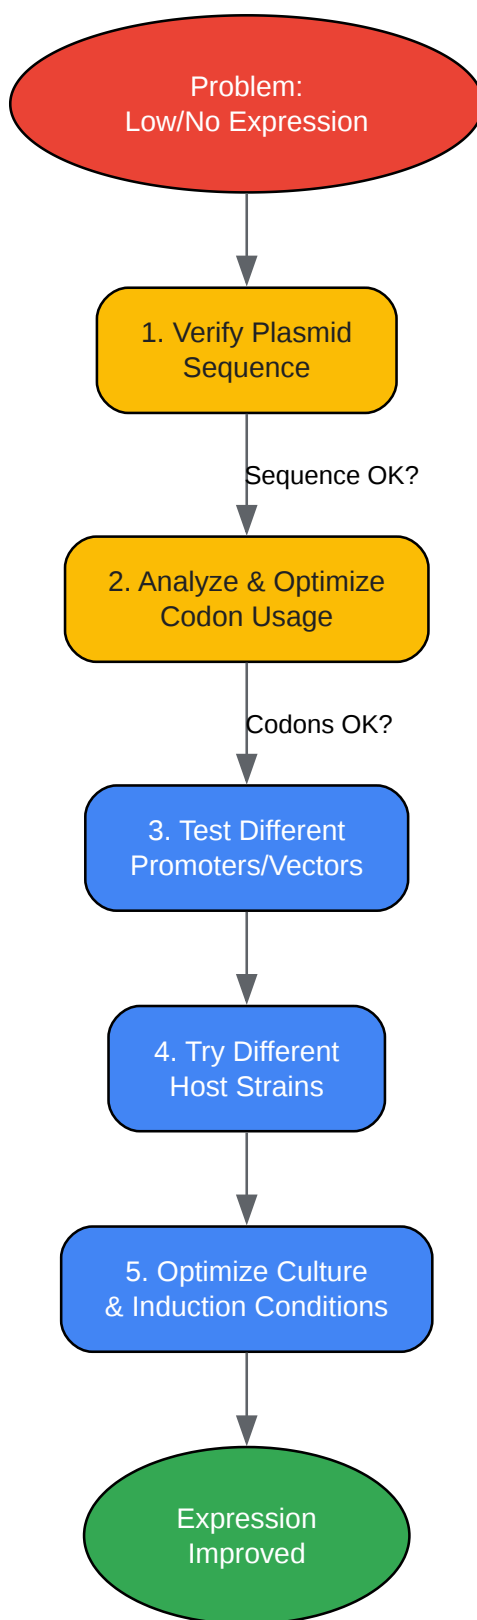 Problem:
Low/No Expression
1. Verify Plasmid
Sequence
Sequence OK?
2. Analyze & Optimize
Codon Usage
Codons OK?
3. Test Different
Promoters/Vectors
4. Try Different
Host Strains
5. Optimize Culture
& Induction Conditions
Expression
Improved